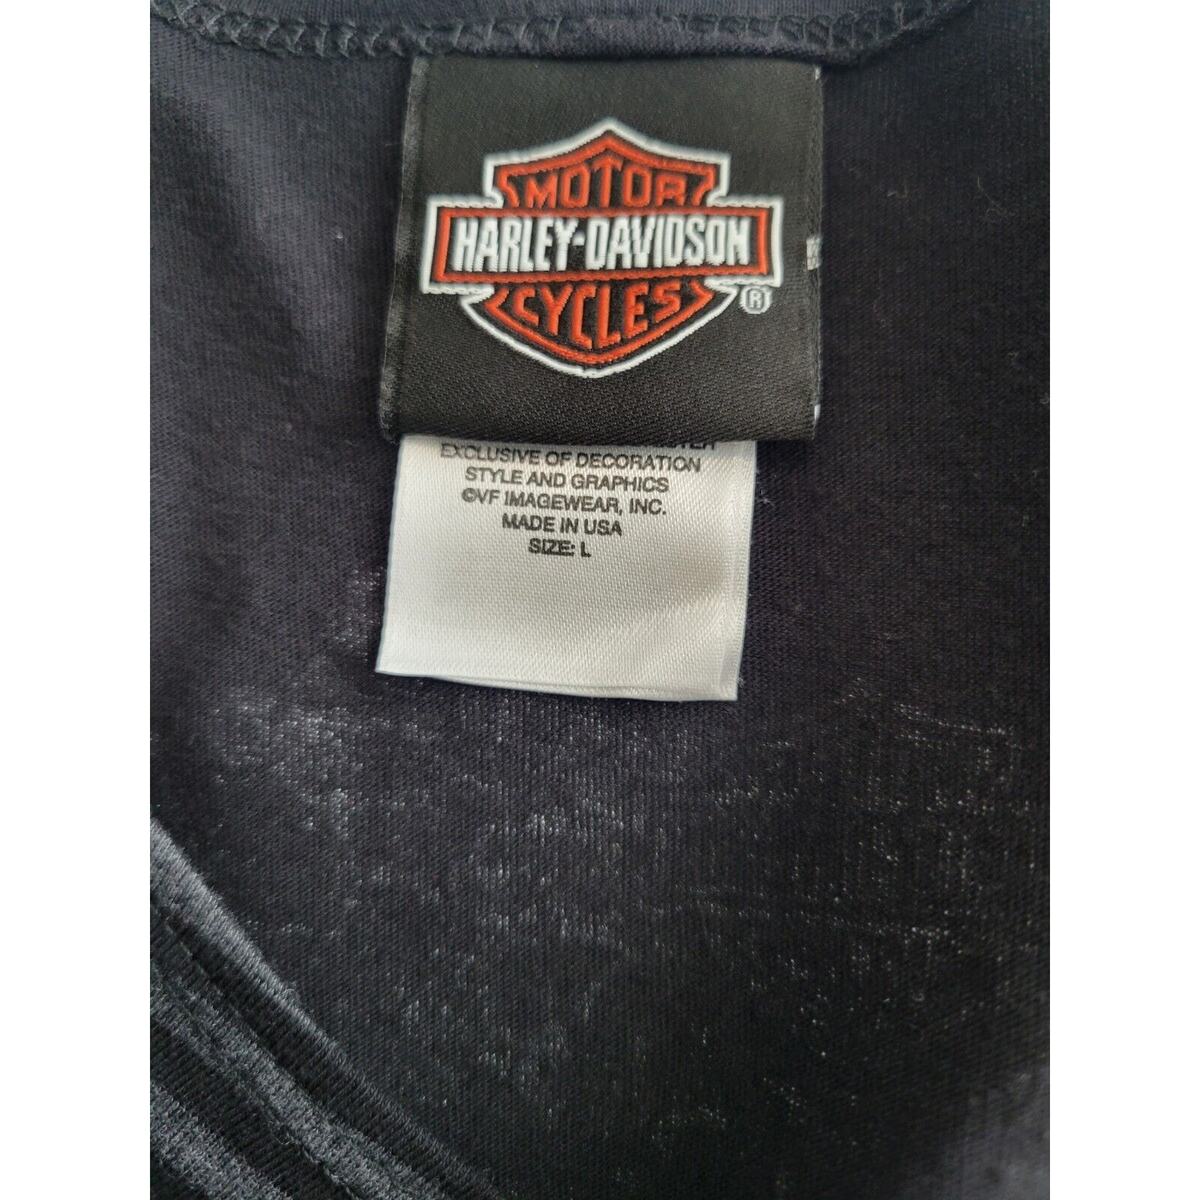 MOTOR
HARLEY-DAVIDSON
CYCLES
®
EXCLUSIVE OF DECORATION
STYLE AND GRAPHICS
©VF IMAGEWEAR, INC.
MADE IN USA
SIZE: L